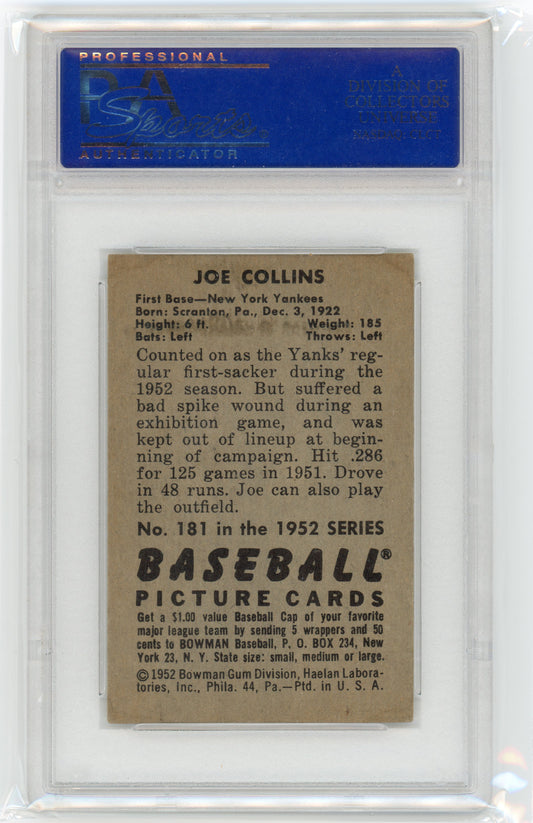 PROFESSIONAL
PSA
Sports.
AUTHENTICATOR
A
DIVISION OF
COLLECTORS
UNIVERSE
JOE COLLINS
First Base—New York Yankees
Born: Scranton, Pa., Dec. 3, 1922
Height: 6 ft. Weight: 185
Bats: Left Throws: Left
Counted on as the Yanks' reg-
ular first-sacker during the
1952 season. But suffered a
bad spike wound during an
exhibition game, and was
kept out of lineup at begin-
ning of campaign. Hit .286
for 125 games in 1951. Drove
in 48 runs. Joe can also play
the outfield.
No. 181 in the 1952 SERIES
BASEBALL®
PICTURE CARDS
Get a $1.00 value Baseball Cap of your favorite
major league team by sending 5 wrappers and 50
cents to BOWMAN Baseball, P. O. BOX 234, New
York 23, N. Y. State size: small, medium or large.
©1952 Bowman Gum Division, Haelan Labora-
tories, Inc., Phila. 44, Pa.—Ptd. in U. S. A.